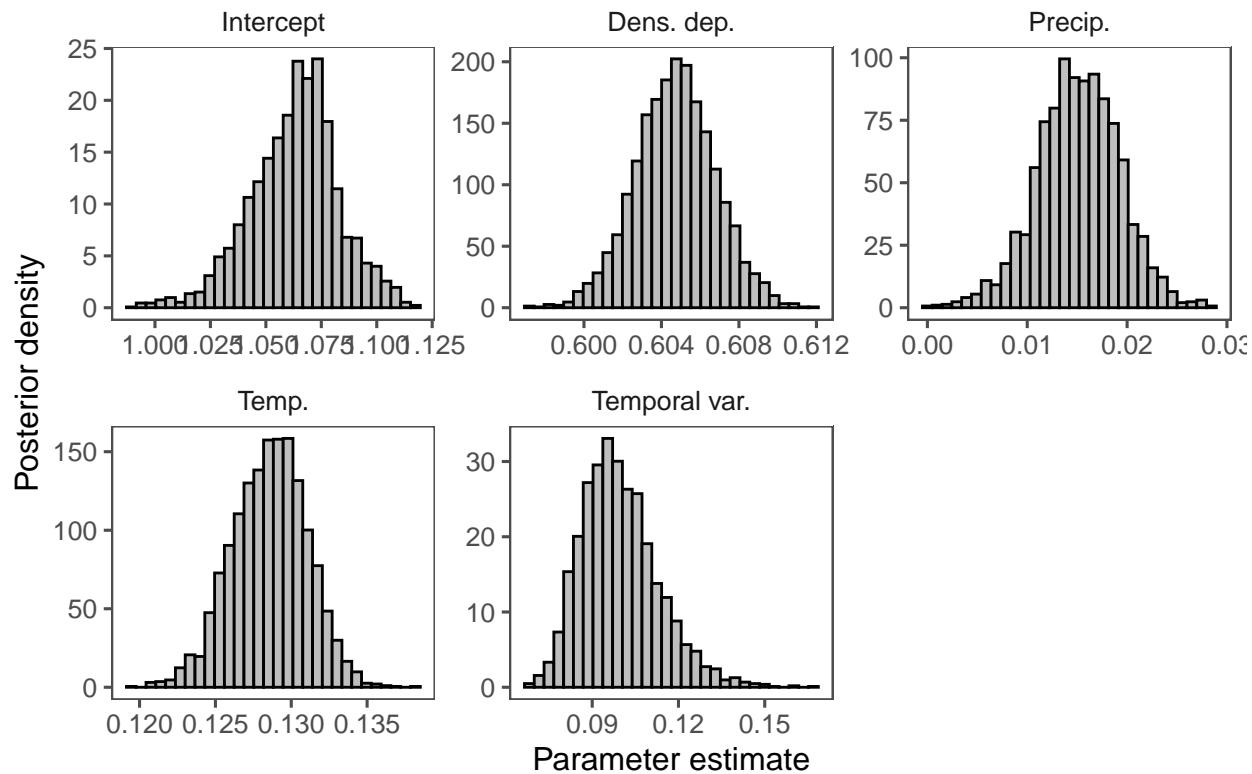 Intercept
Dens. dep.
Precip.
25
20
15
10
5
0
1.000 1.025 1.050 1.075 1.100 1.125
200
150
100
50
0
0.600 0.604 0.608 0.612
100
75
50
25
0
0.00 0.01 0.02 0.03
Posterior density
Temp.
Temporal var.
150
100
50
0
0.120 0.125 0.130 0.135
30
20
10
0
0.09 0.12 0.15
Parameter estimate